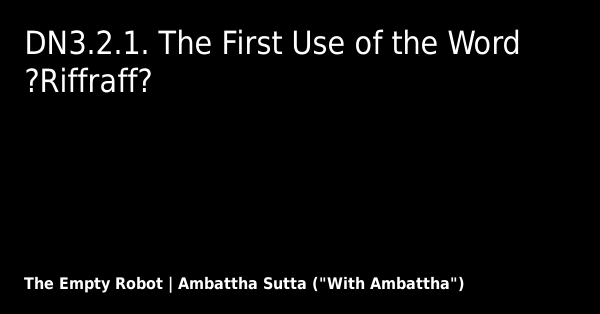 DN3.2.1. The First Use of the Word
?Riffraff?
The Empty Robot | Ambattha Sutta ("With Ambattha")